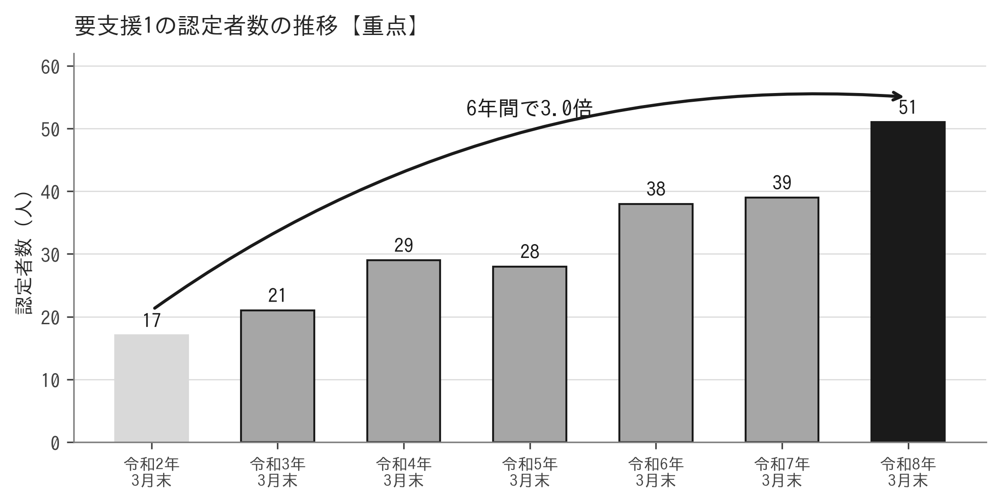 要支援1の認定者数の推移【重点】
認定者数（人）
60
50
40
30
20
10
0
6年間で3.0倍
17
21
29
28
38
39
51
令和2年
3月末
令和3年
3月末
令和4年
3月末
令和5年
3月末
令和6年
3月末
令和7年
3月末
令和8年
3月末